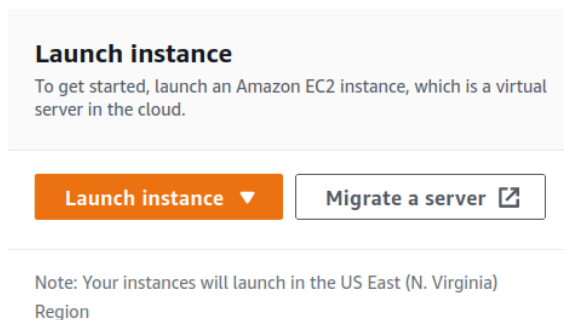 Launch instance
To get started, launch an Amazon EC2 instance, which is a virtual
server in the cloud.
Launch instance
Migrate a server
Note: Your instances will launch in the US East (N. Virginia)
Region